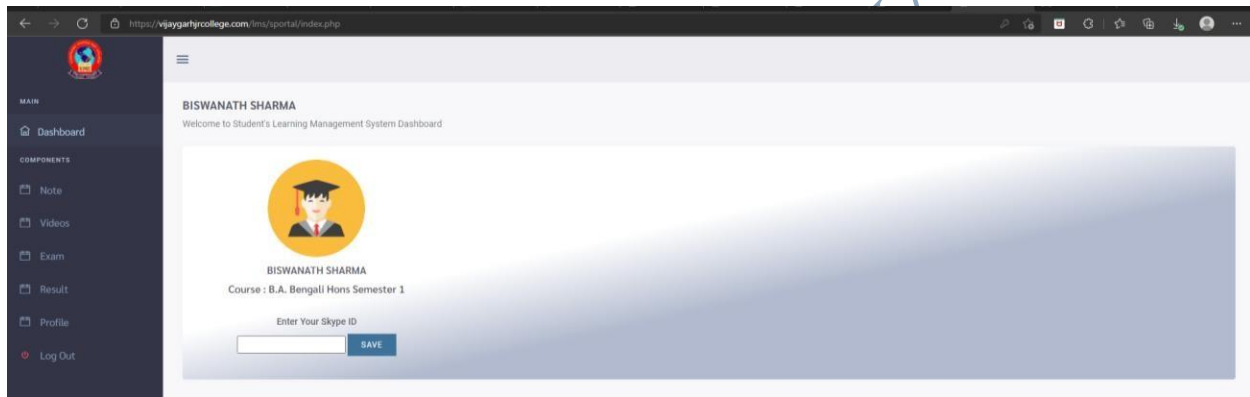 https://vijaygarhjrcollege.com/lms/sportal/index.php
MAIN
Dashboard
COMPONENTS
Note
Videos
Exam
Result
Profile
Log Out
BISWANATH SHARMA
Welcome to Student's Learning Management System Dashboard
BISWANATH SHARMA
Course : B.A. Bengali Hons Semester 1
Enter Your Skype ID
SAVE